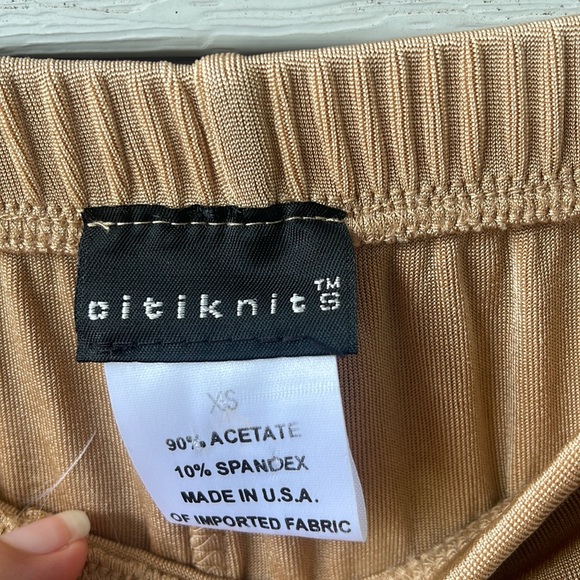 citiknits™
XS
90% ACETATE
10% SPANDEX
MADE IN U.S.A.
OF IMPORTED FABRIC